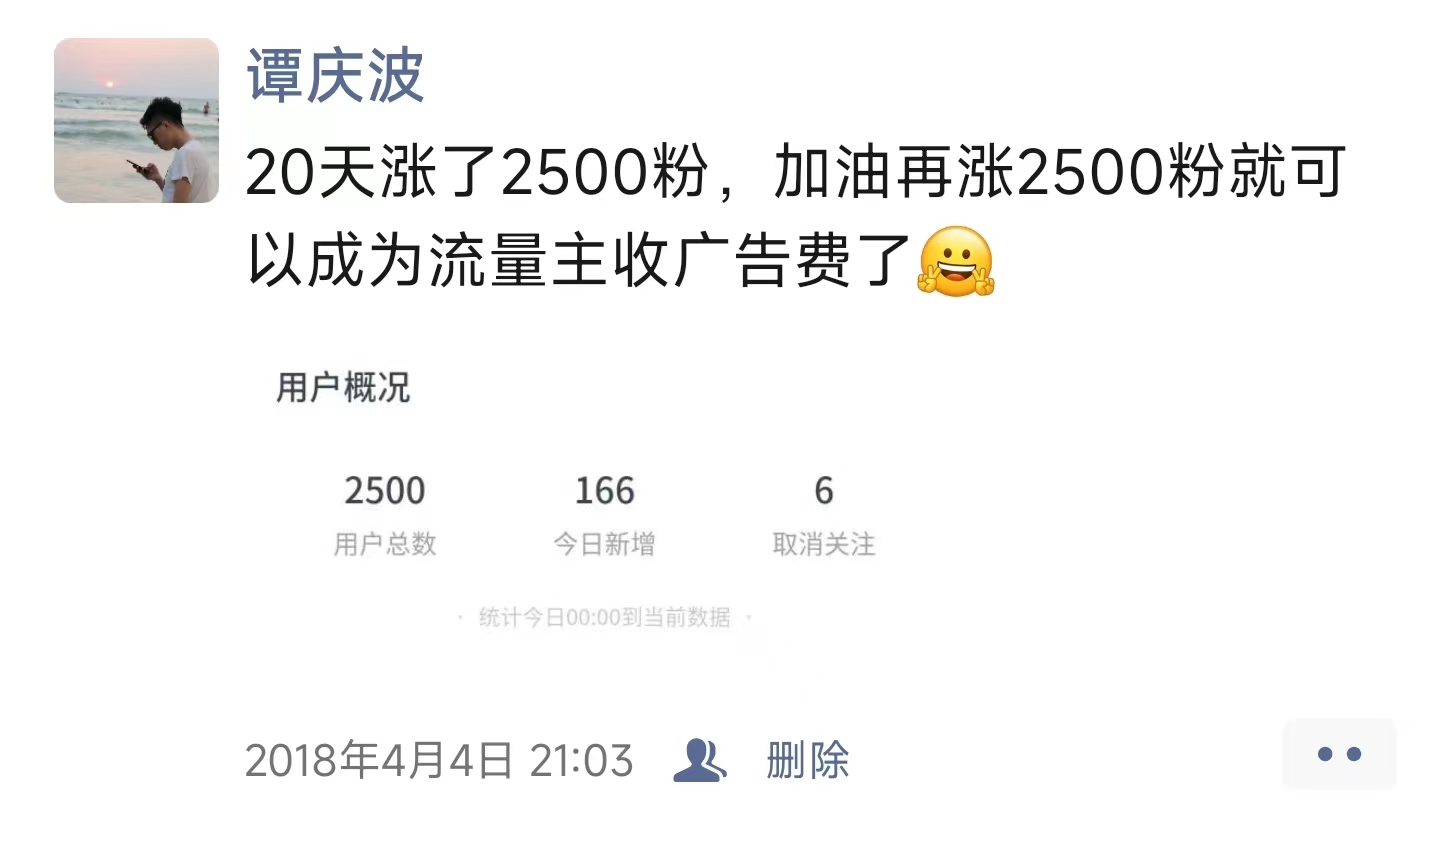 谭庆波
20天涨了2500粉，加油再涨2500粉就可
以成为流量主收广告费了🤗
用户概况
2500 166 6
用户总数 今日新增 取消关注
· 统计今日00:00到当前数据 ·
2018年4月4日 21:03 删除